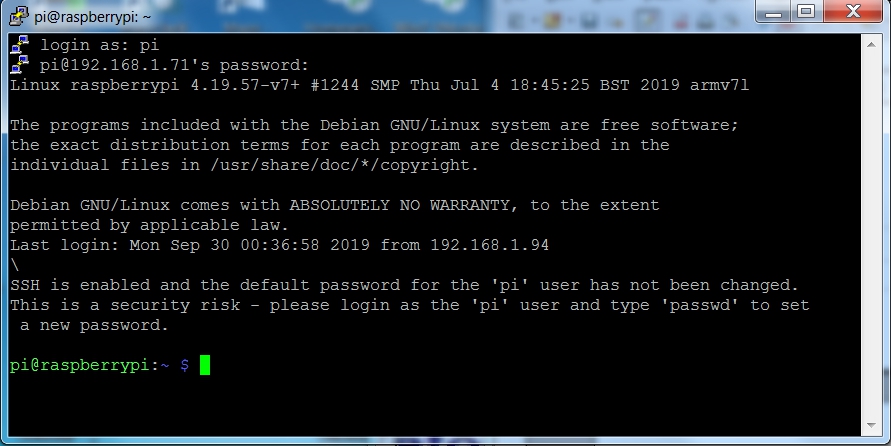 pi@raspberrypi: ~
login as: pi
pi@192.168.1.71's password:
Linux raspberrypi 4.19.57-v7+ #1244 SMP Thu Jul 4 18:45:25 BST 2019 armv7l
The programs included with the Debian GNU/Linux system are free software;
the exact distribution terms for each program are described in the
individual files in /usr/share/doc/*/copyright.
Debian GNU/Linux comes with ABSOLUTELY NO WARRANTY, to the extent
permitted by applicable law.
Last login: Mon Sep 30 00:36:58 2019 from 192.168.1.94
\
SSH is enabled and the default password for the 'pi' user has not been changed.
This is a security risk - please login as the 'pi' user and type 'passwd' to set
 a new password.
pi@raspberrypi:~ $